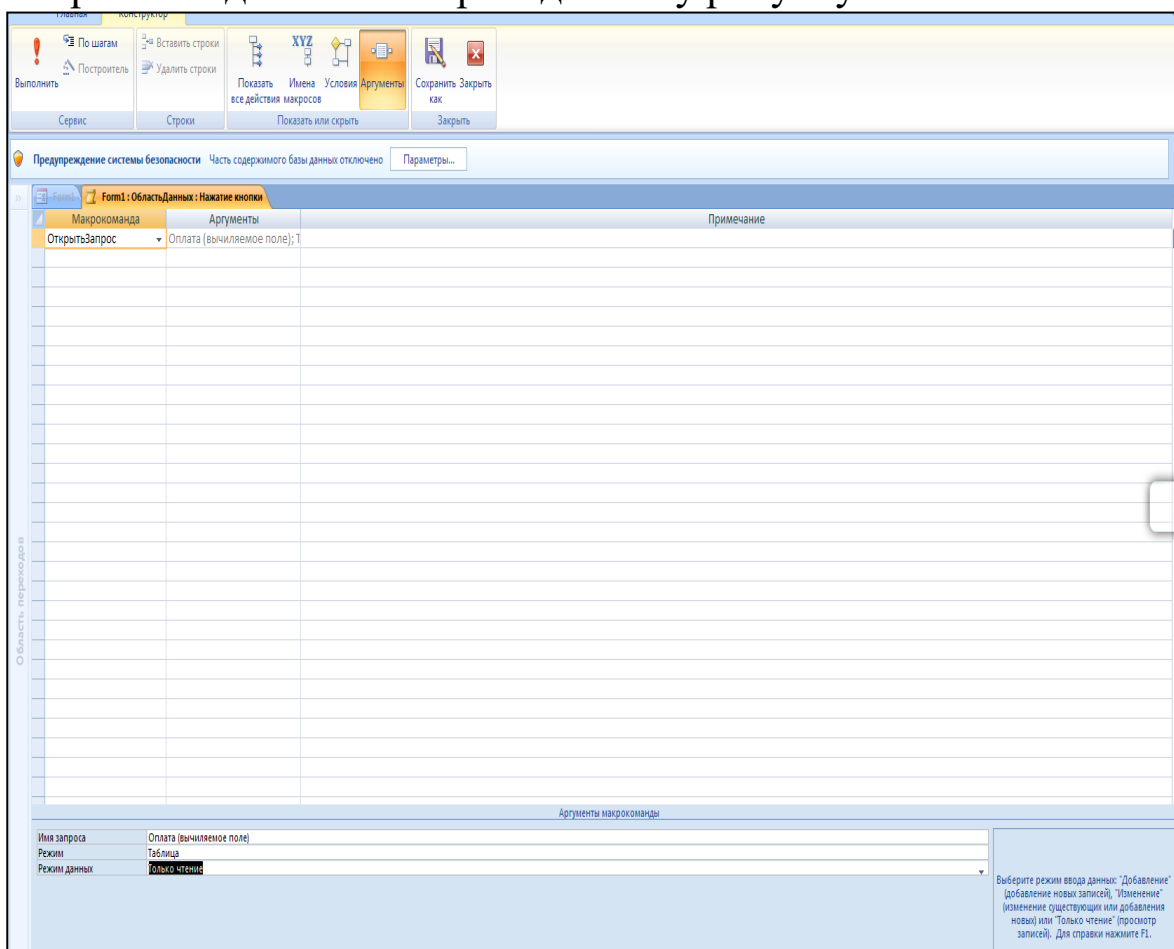 Главная Конструктор
Выполнить
По шагам
Построитель
Сервис
Вставить строки
Удалить строки
Строки
Показать все действия
Имена макросов
Условия
Аргументы
Показать или скрыть
Сохранить как
Закрыть
Закрыть
Предупреждение системы безопасности Часть содержимого базы данных отключено Параметры...
» Form1 Form1 : ОбластьДанных : Нажатие кнопки
Макрокоманда Аргументы Примечание
ОткрытьЗапрос Оплата (вычиляемое поле); Т
Область переходов
Аргументы макрокоманды
Имя запроса Оплата (вычиляемое поле)
Режим Таблица
Режим данных Только чтение
Выберите режим ввода данных: "Добавление"
(добавление новых записей), "Изменение"
(изменение существующих или добавления
новых) или "Только чтение" (просмотр
записей). Для справки нажмите F1.